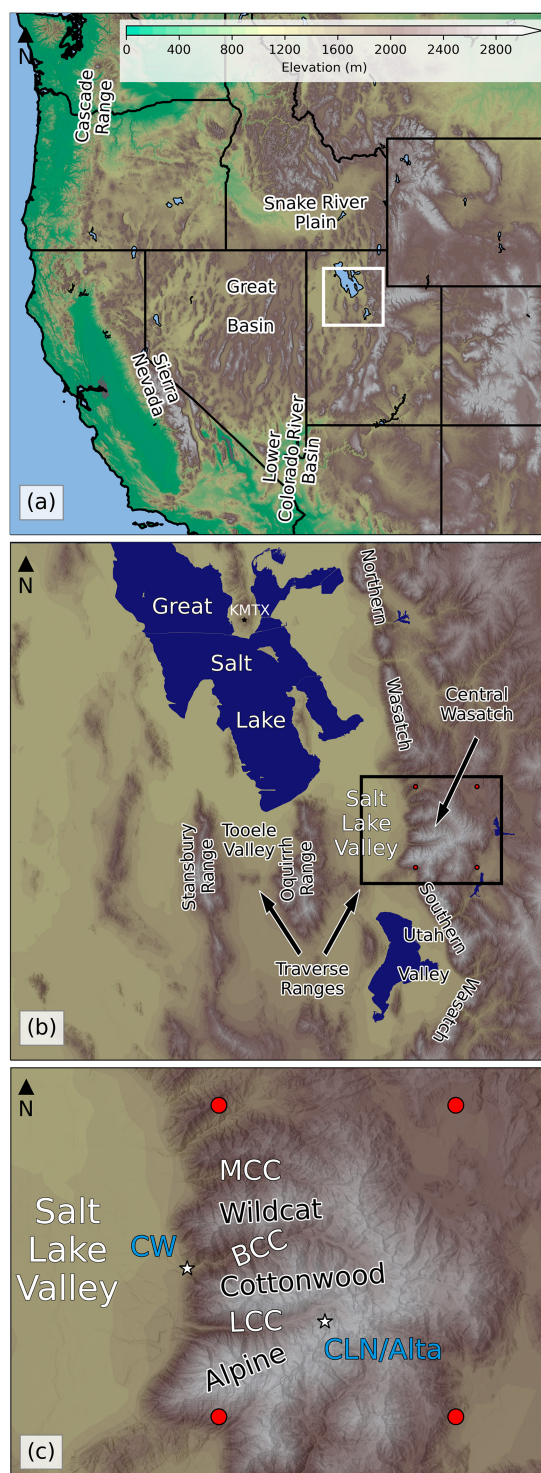 N
0
400
800
1200
1600
2000
2400
2800
Elevation (m)
Cascade
Range
Snake River
Plain
Great
Basin
Sierra
Nevada
Lower
Colorado River
Basin
(a)
N
Northern
Great
KMTX
Salt
Lake
Wasatch
Central
Wasatch
Salt
Lake
Valley
Tooele
Valley
Stansbury
Range
Oquirrh
Range
Southern
Utah
Valley
Traverse
Ranges
Wasatch
(b)
N
MCC
Wildcat
Salt
Lake
Valley
CW
BCC
Cottonwood
LCC
CLN/Alta
Alpine
(c)